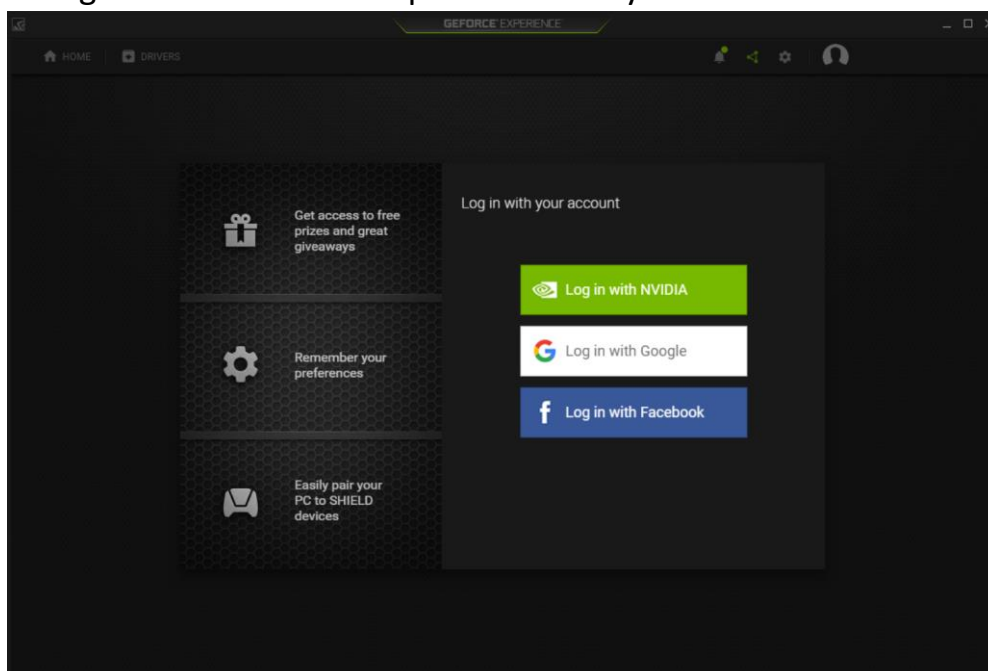 GEFORCE EXPERIENCE
HOME
DRIVERS
Get access to free
prizes and great
giveaways
Remember your
preferences
Easily pair your
PC to SHIELD
devices
Log in with your account
Log in with NVIDIA
Log in with Google
Log in with Facebook